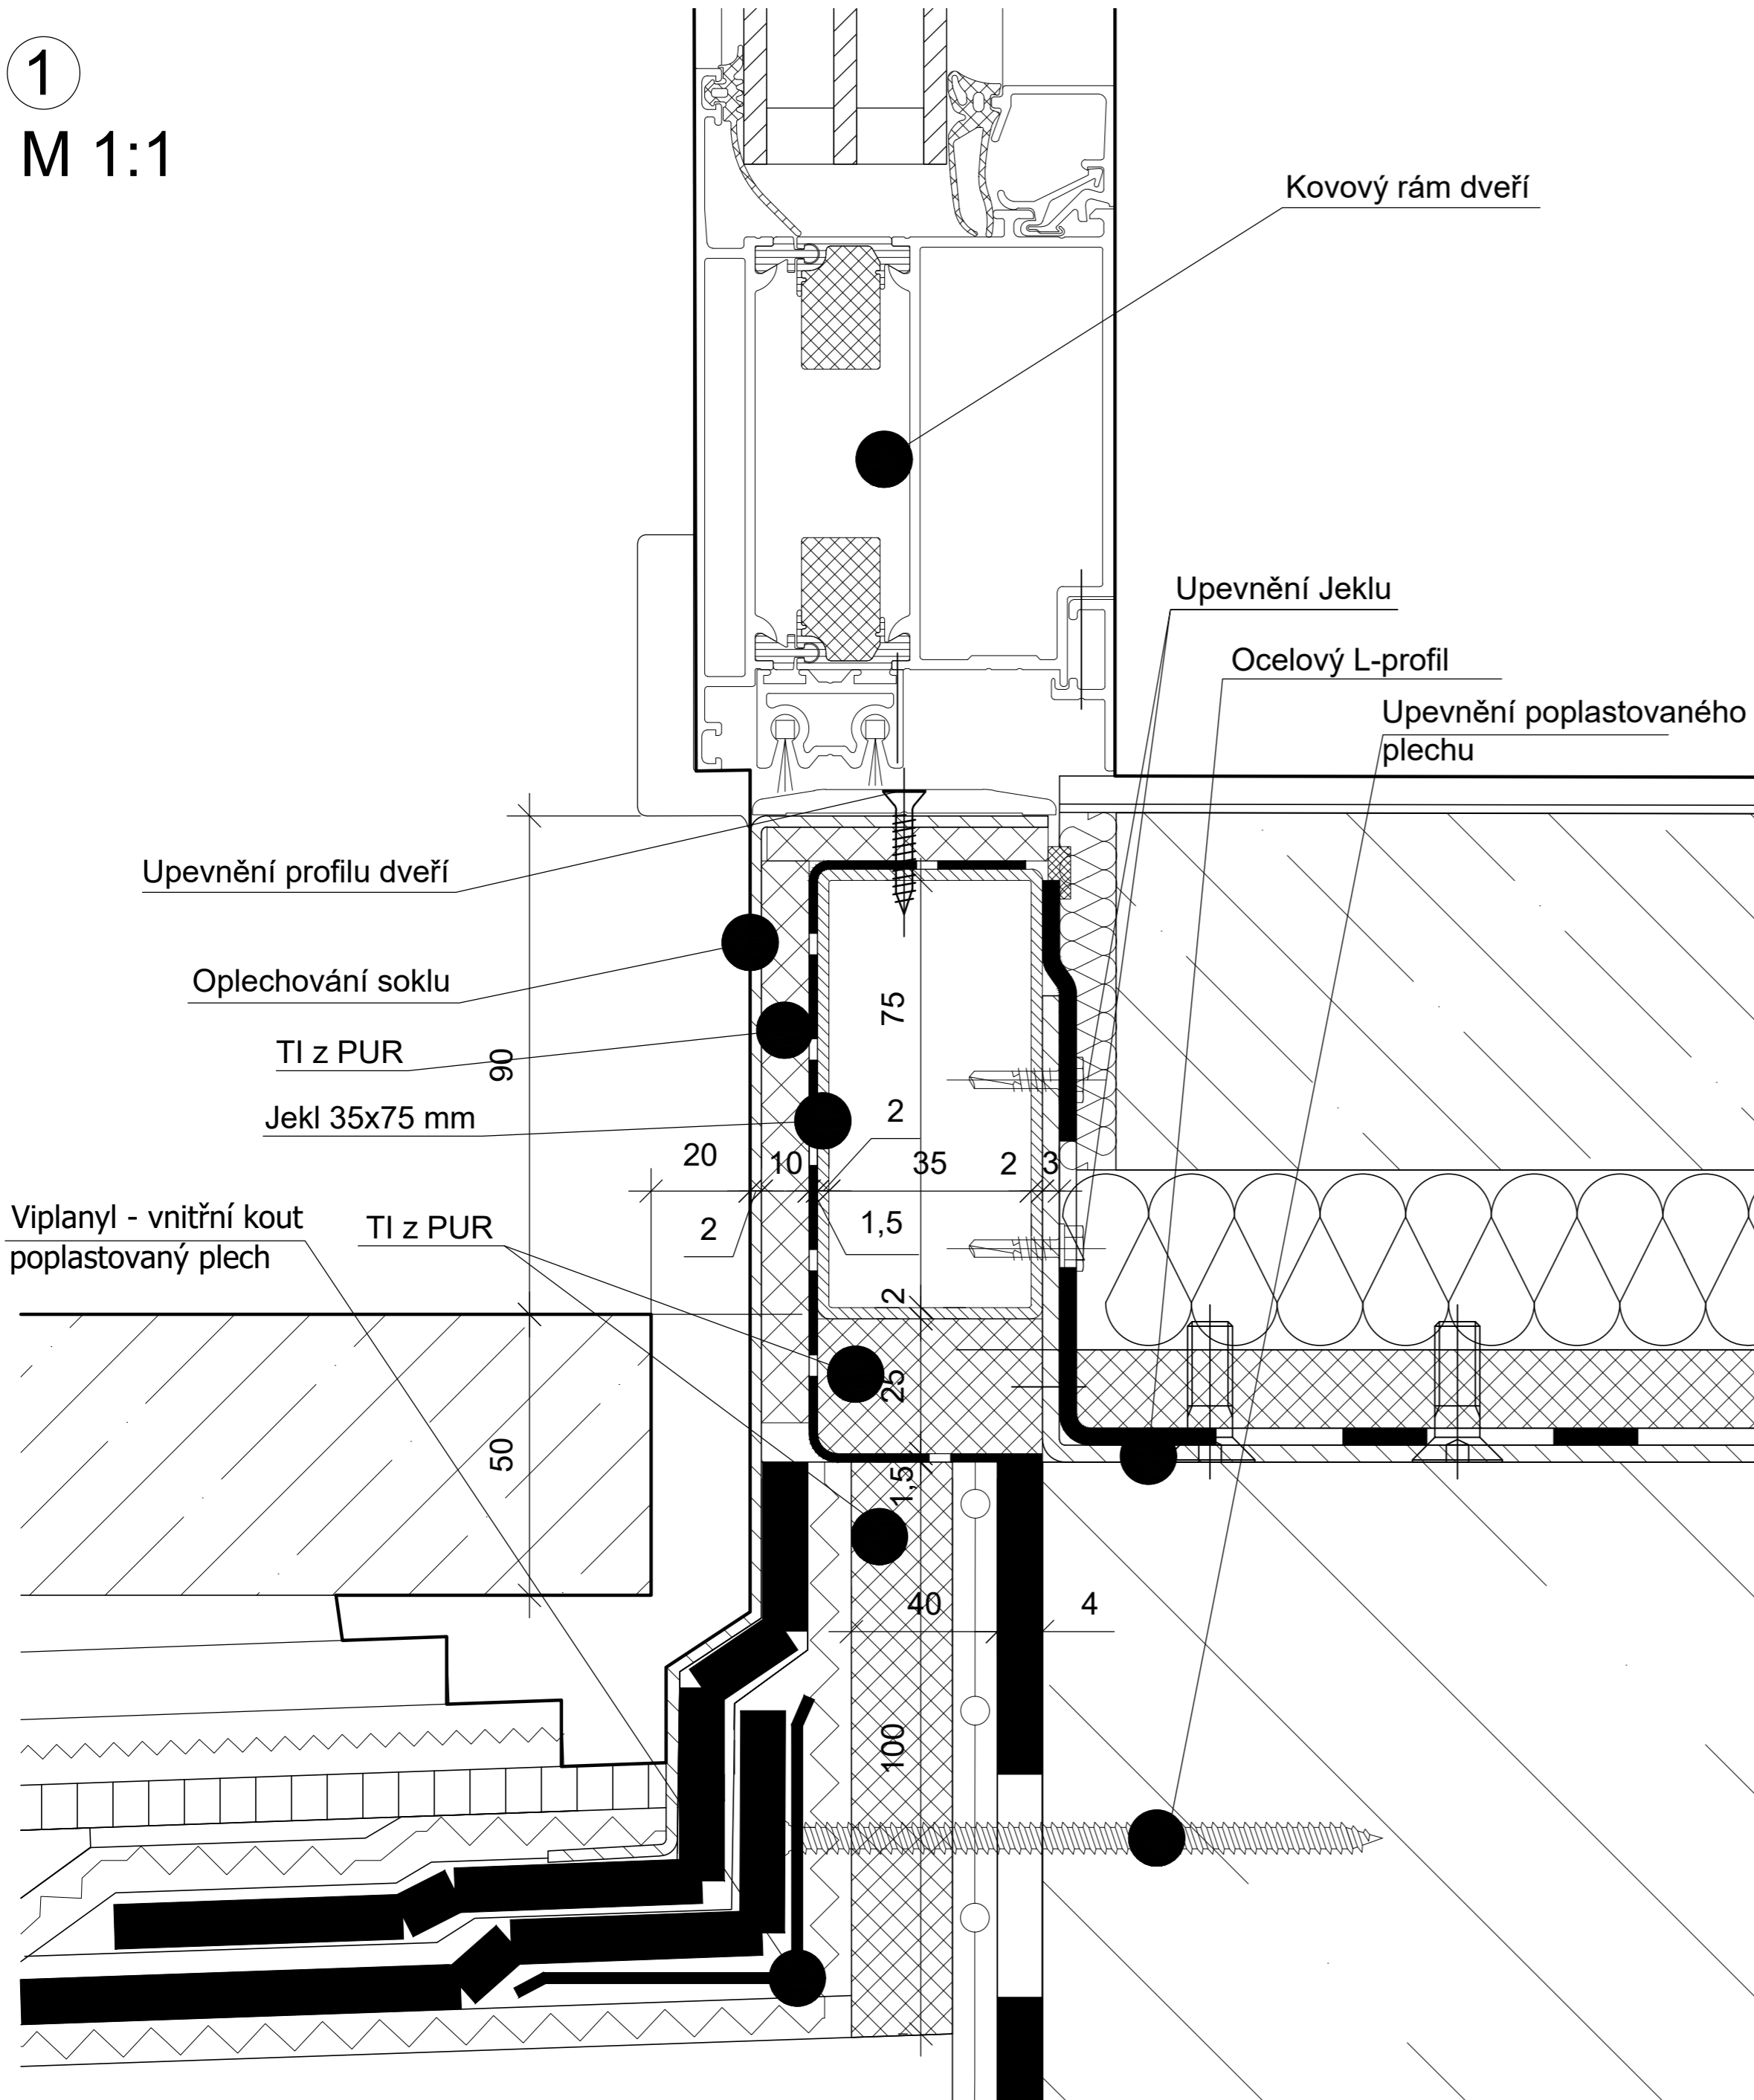 1
M 1:1
Kovový rám dveří
Upevnění Jeklu
Ocelový L-profil
Upevnění poplastovaného
plechu
Upevnění profilu dveří
Oplechování soklu
TI z PUR
Jekl 35x75 mm
Viplanyl - vnitřní kout
poplastovaný plech
TI z PUR
90
75
2
20
10
35
2
3
2
1,5
2
25
50
1,5
40
4
100